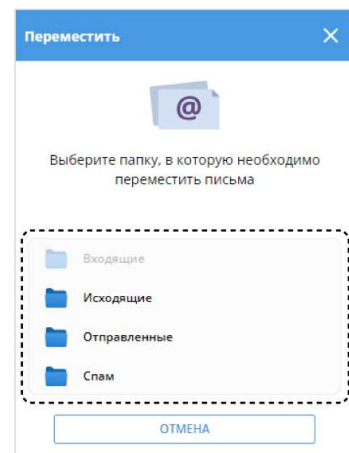 Переместить
@
Выберите папку, в которую необходимо
переместить письма
Входящие
Исходящие
Отправленные
Спам
ОТМЕНА